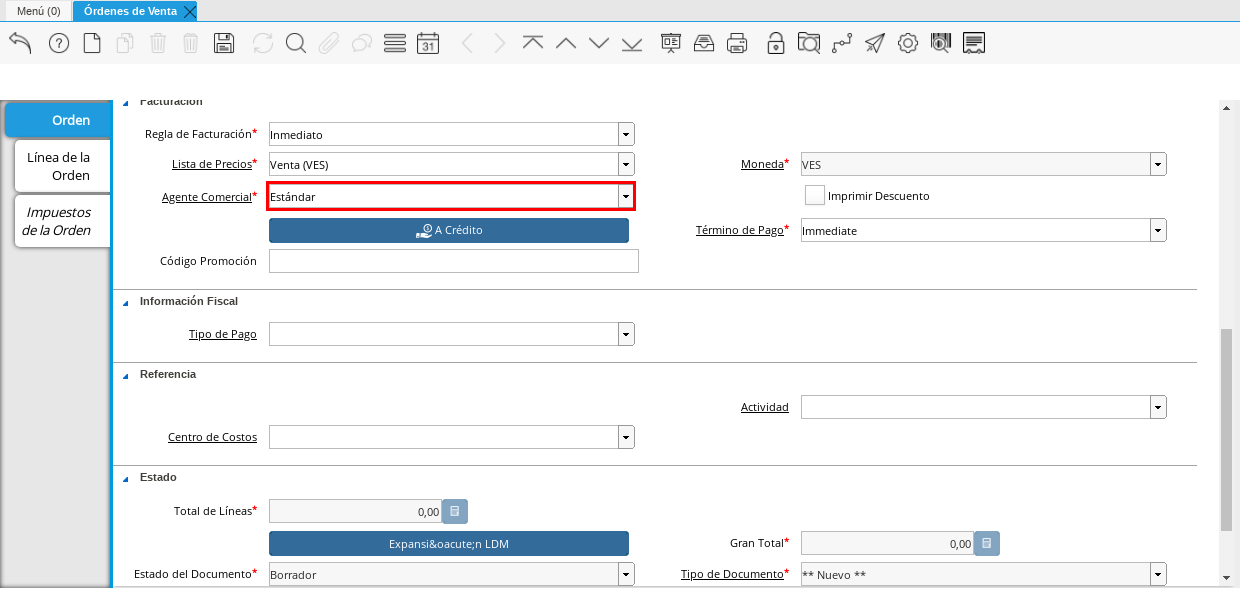 Menú (0)
Órdenes de Venta
31
Orden
Línea de la
Orden
Impuestos
de la Orden
Facturación
Regla de Facturación* Inmediato
Lista de Precios* Venta (VES) Moneda* VES
Agente Comercial* Estándar Imprimir Descuento
A Crédito Término de Pago* Immediate
Código Promoción
Información Fiscal
Tipo de Pago
Referencia
Actividad
Centro de Costos
Estado
Total de Líneas* 0,00
Expansi&oacute;n LDM Gran Total* 0,00
Estado del Documento* Borrador Tipo de Documento* ** Nuevo **